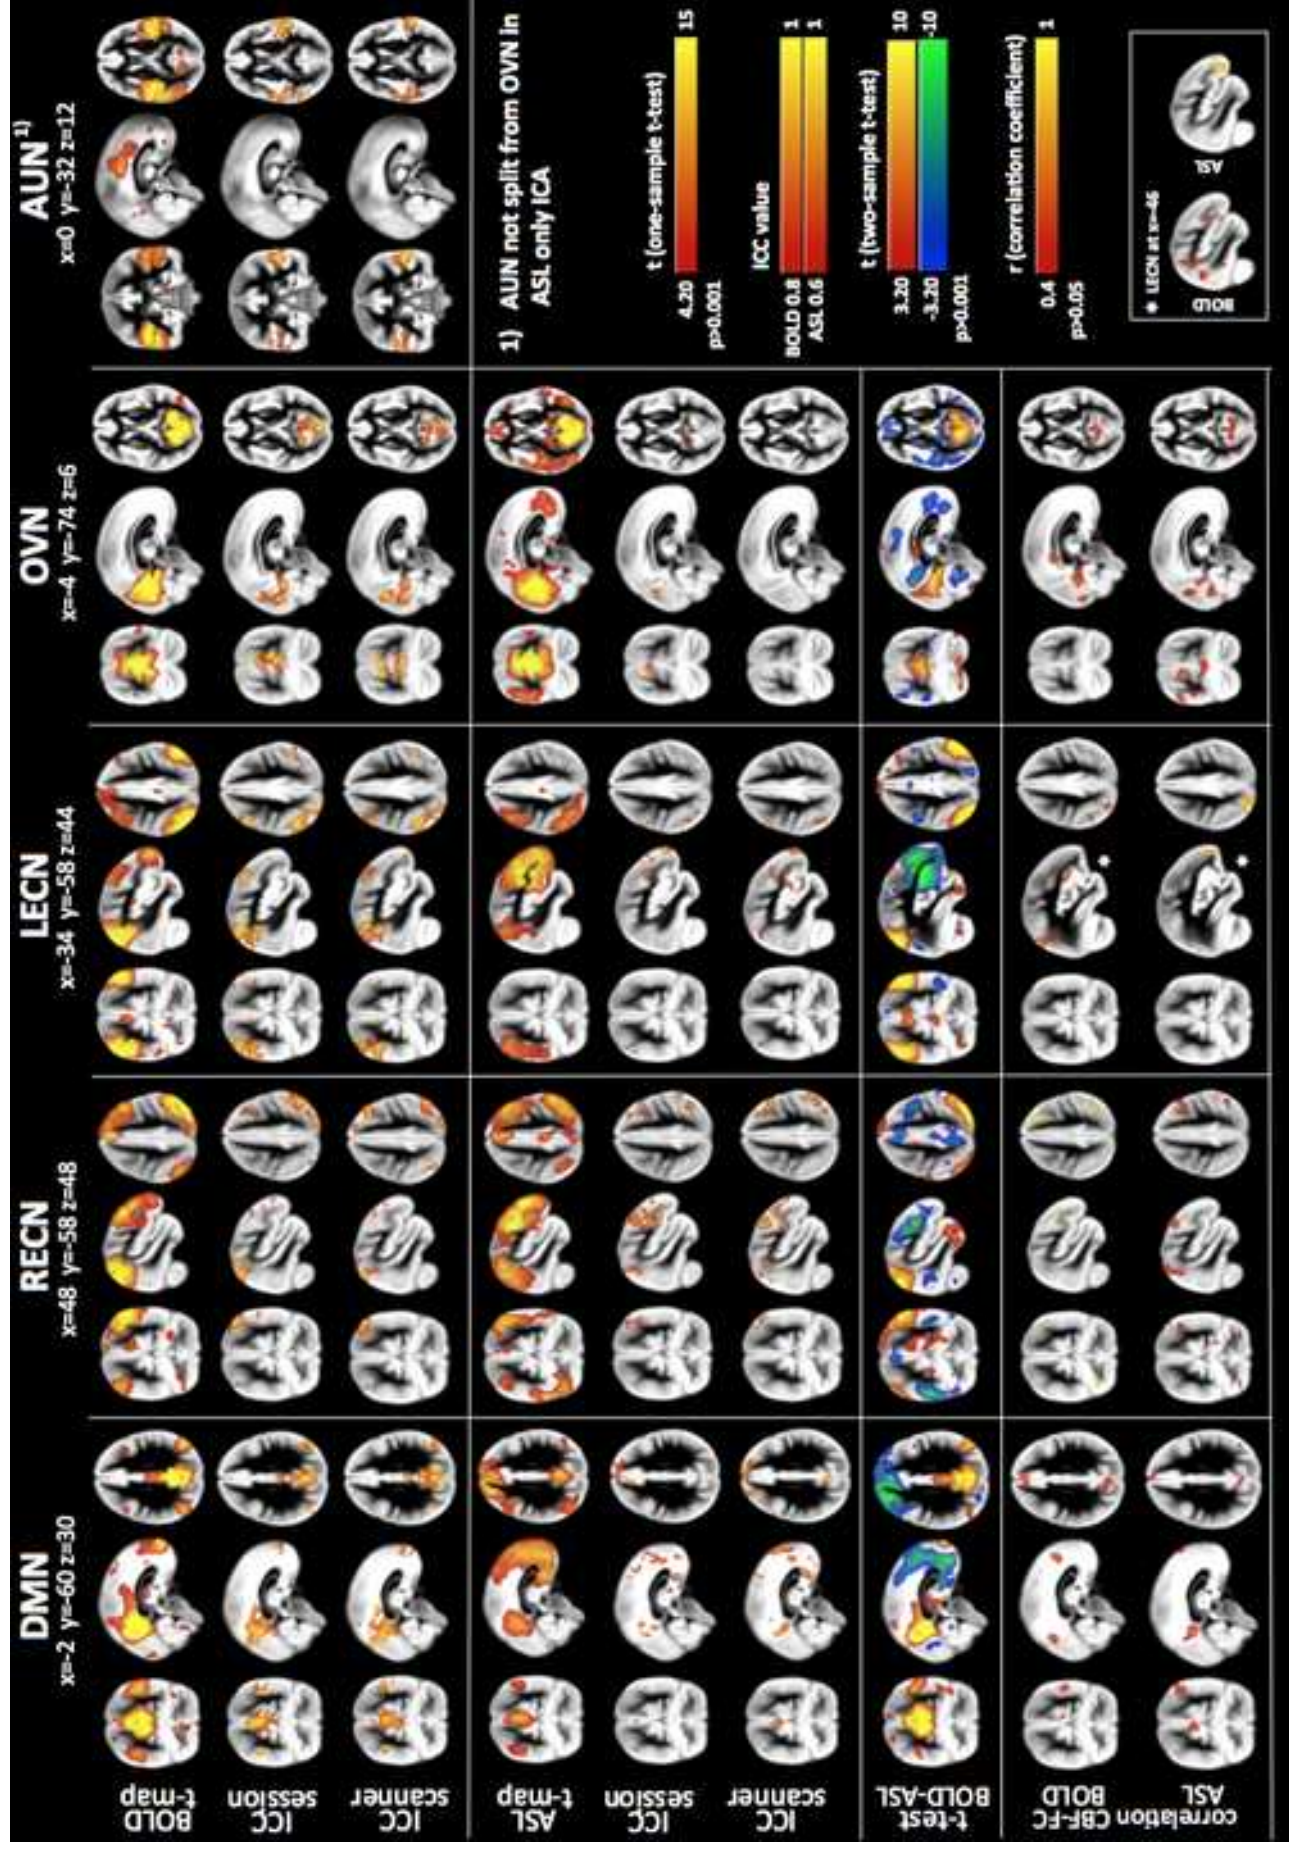 DMN
x=-2 y=-60 z=30
RECN
x=48 y=-58 z=48
LECN
x=-34 y=-58 z=44
OVN
x=-4 y=-74 z=6
AUN1)
x=0 y=-32 z=12
BOLD
t-map
ICC
session
ICC
scanner
ASL
t-map
ICC
session
ICC
scanner
t-test
BOLD-ASL
correlation CBF-FC
BOLD
ASL
1) AUN not split from OVN in
ASL only ICA
t (one-sample t-test)
4.20 15
p>0.001
ICC value
BOLD 0.8 1
ASL 0.6 1
t (two-sample t-test)
3.20 10
-3.20 -10
p>0.001
r (correlation coefficient)
0.4 1
p>0.05
* LECN at x=-46
BOLD
ASL
*
*